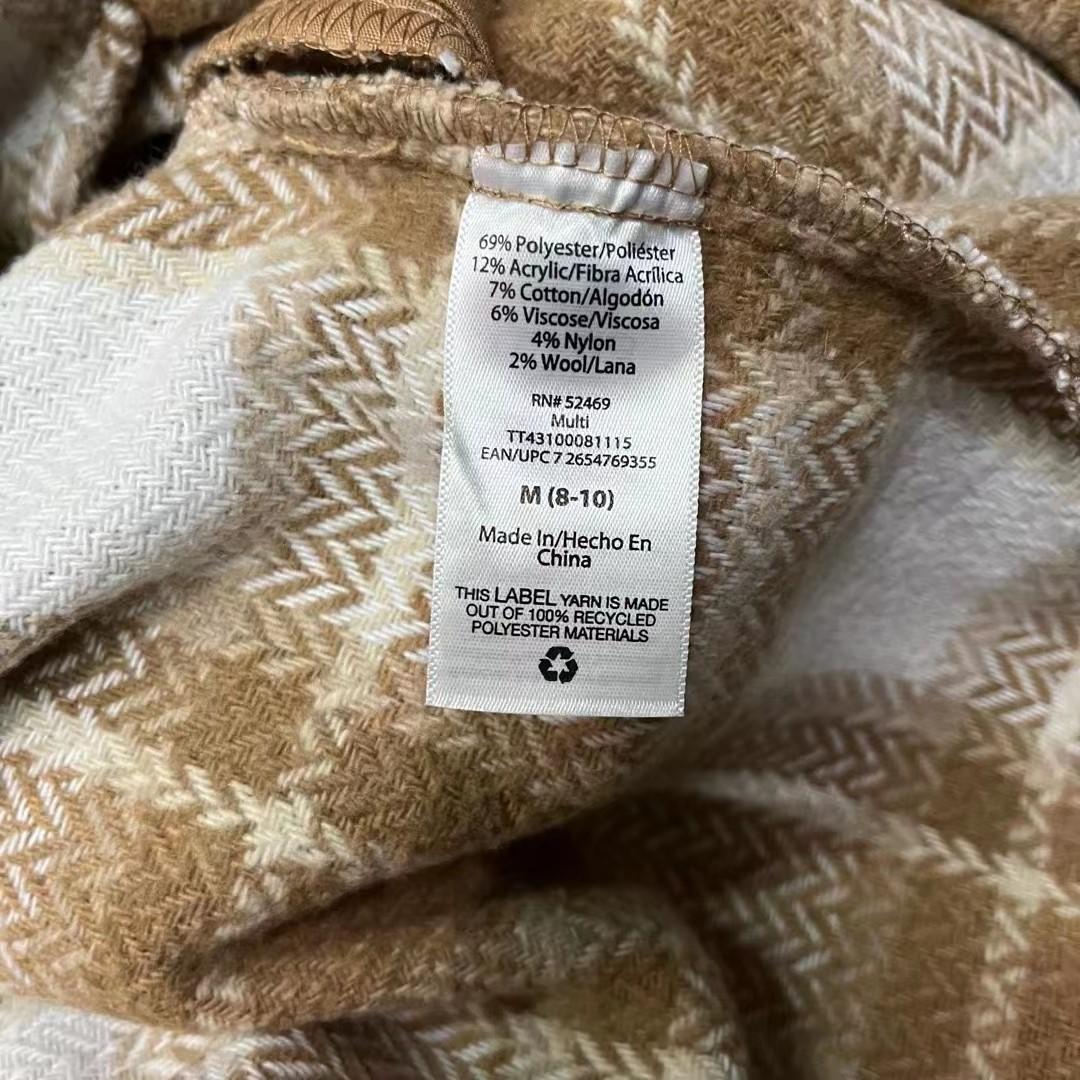 69% Polyester/Poliéster
12% Acrylic/Fibra Acrílica
7% Cotton/Algodón
6% Viscose/Viscosa
4% Nylon
2% Wool/Lana
RN# 52469
Multi
TT43100081115
EAN/UPC 7 2654769355
M (8-10)
Made In/Hecho En
China
THIS LABEL YARN IS MADE
OUT OF 100% RECYCLED
POLYESTER MATERIALS